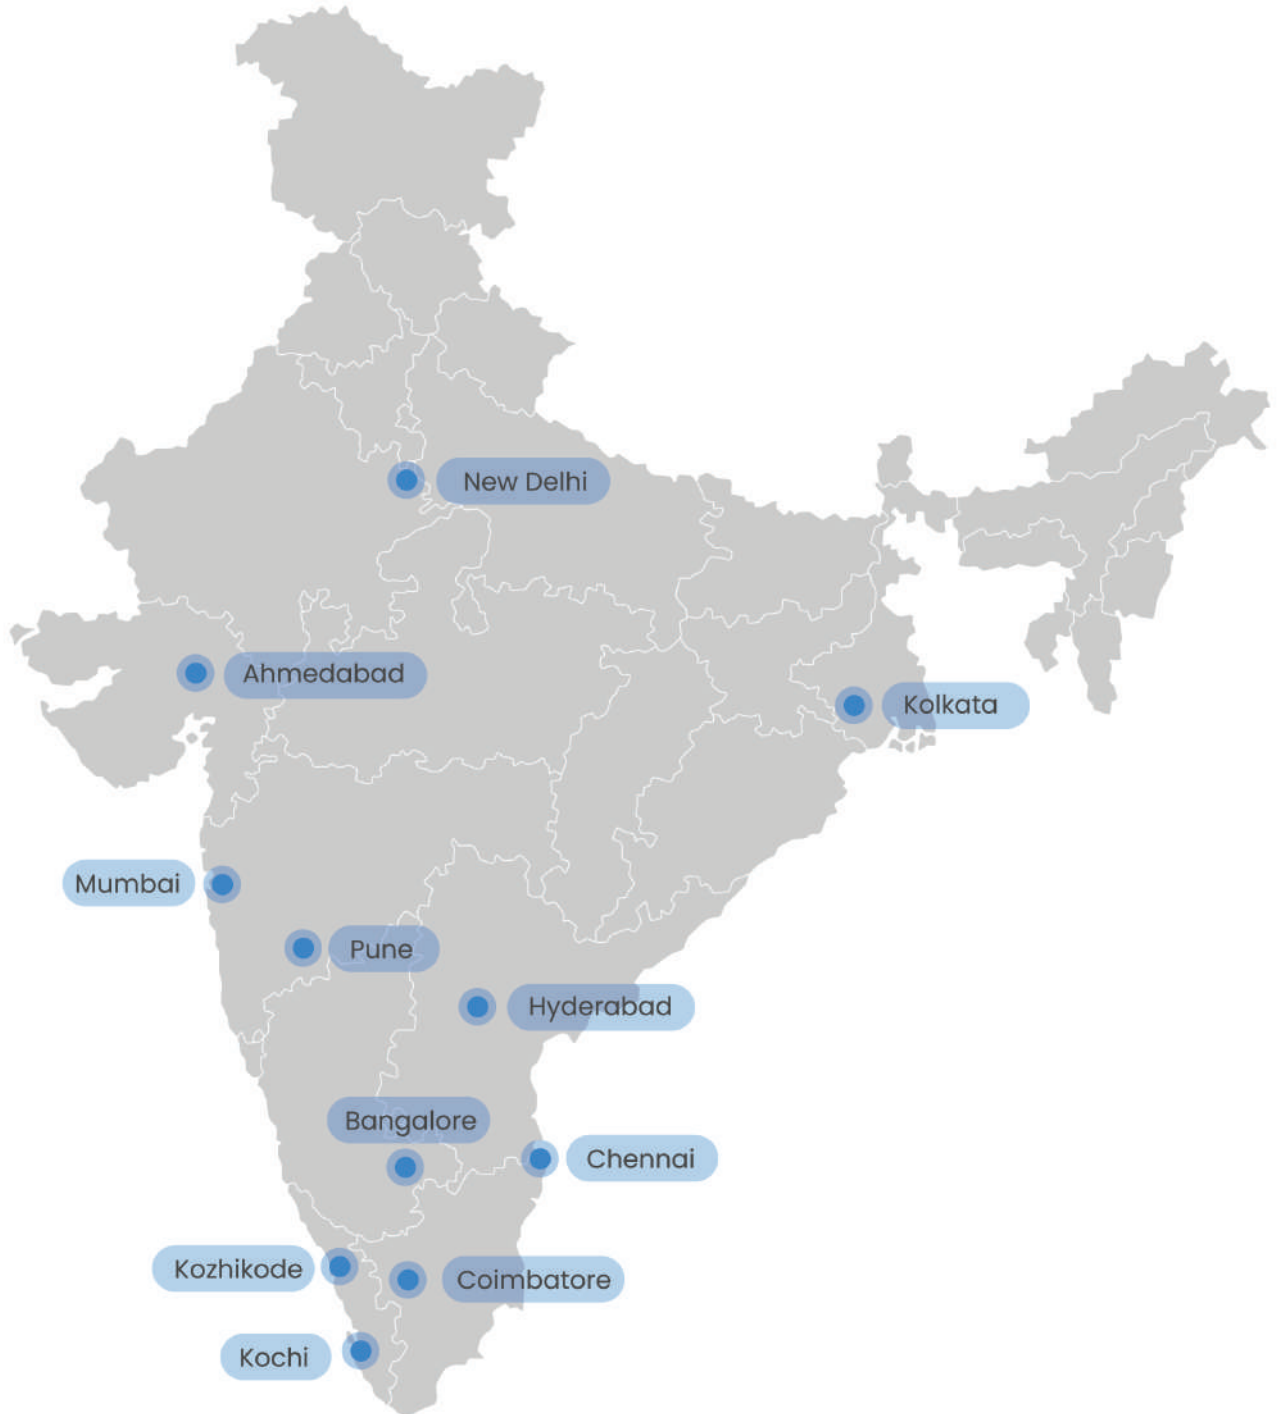 New Delhi
Ahmedabad
Kolkata
Mumbai
Pune
Hyderabad
Bangalore
Chennai
Kozhikode
Coimbatore
Kochi